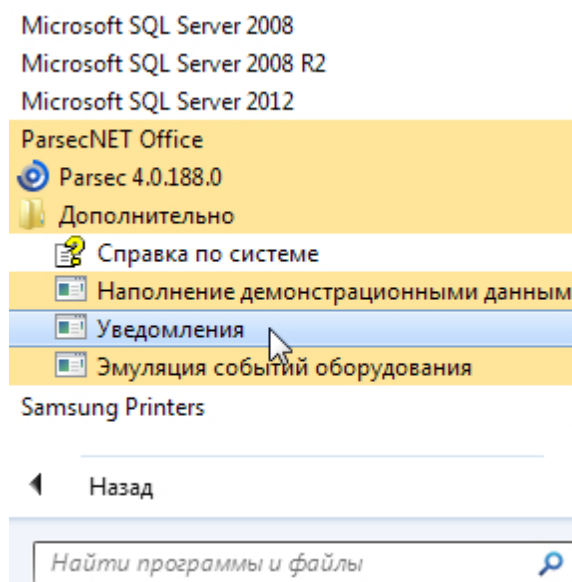 Microsoft SQL Server 2008
Microsoft SQL Server 2008 R2
Microsoft SQL Server 2012
ParsecNET Office
Parsec 4.0.188.0
Дополнительно
Справка по системе
Наполнение демонстрационными данным
Уведомления
Эмуляция событий оборудования
Samsung Printers
Назад
Найти программы и файлы